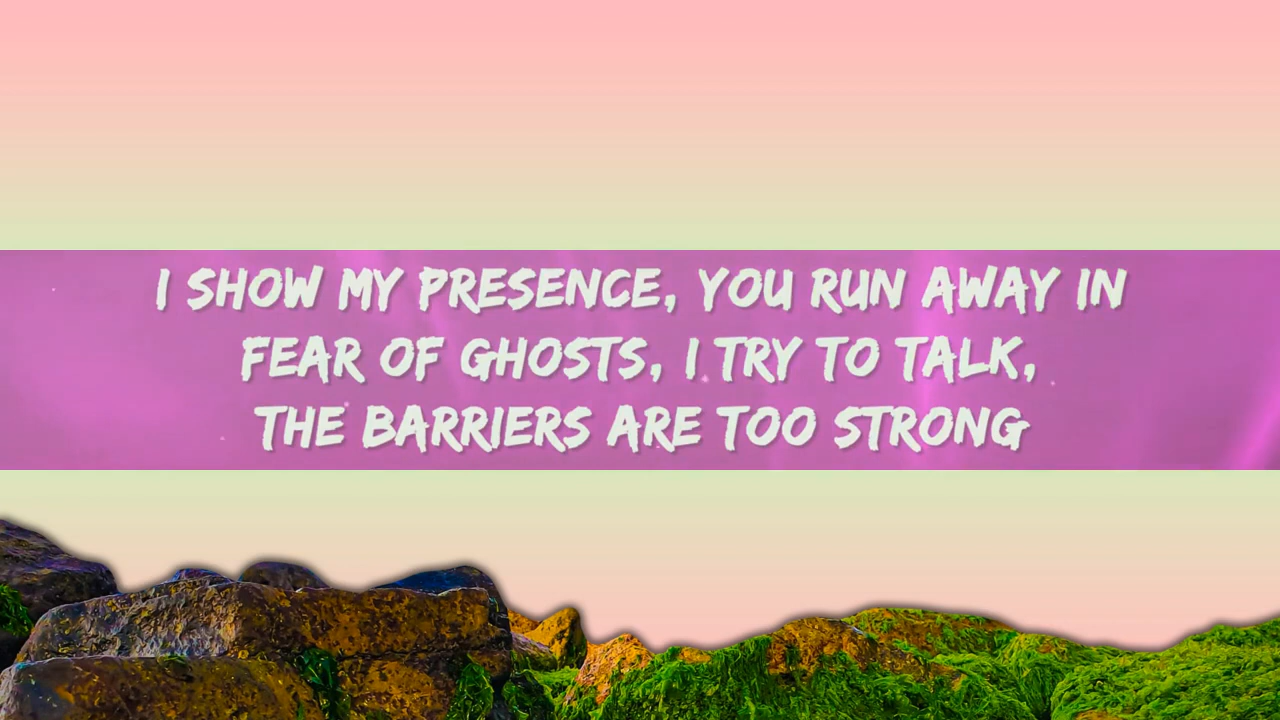 I SHOW MY PRESENCE, YOU RUN AWAY IN
FEAR OF GHOSTS, I TRY TO TALK,
THE BARRIERS ARE TOO STRONG